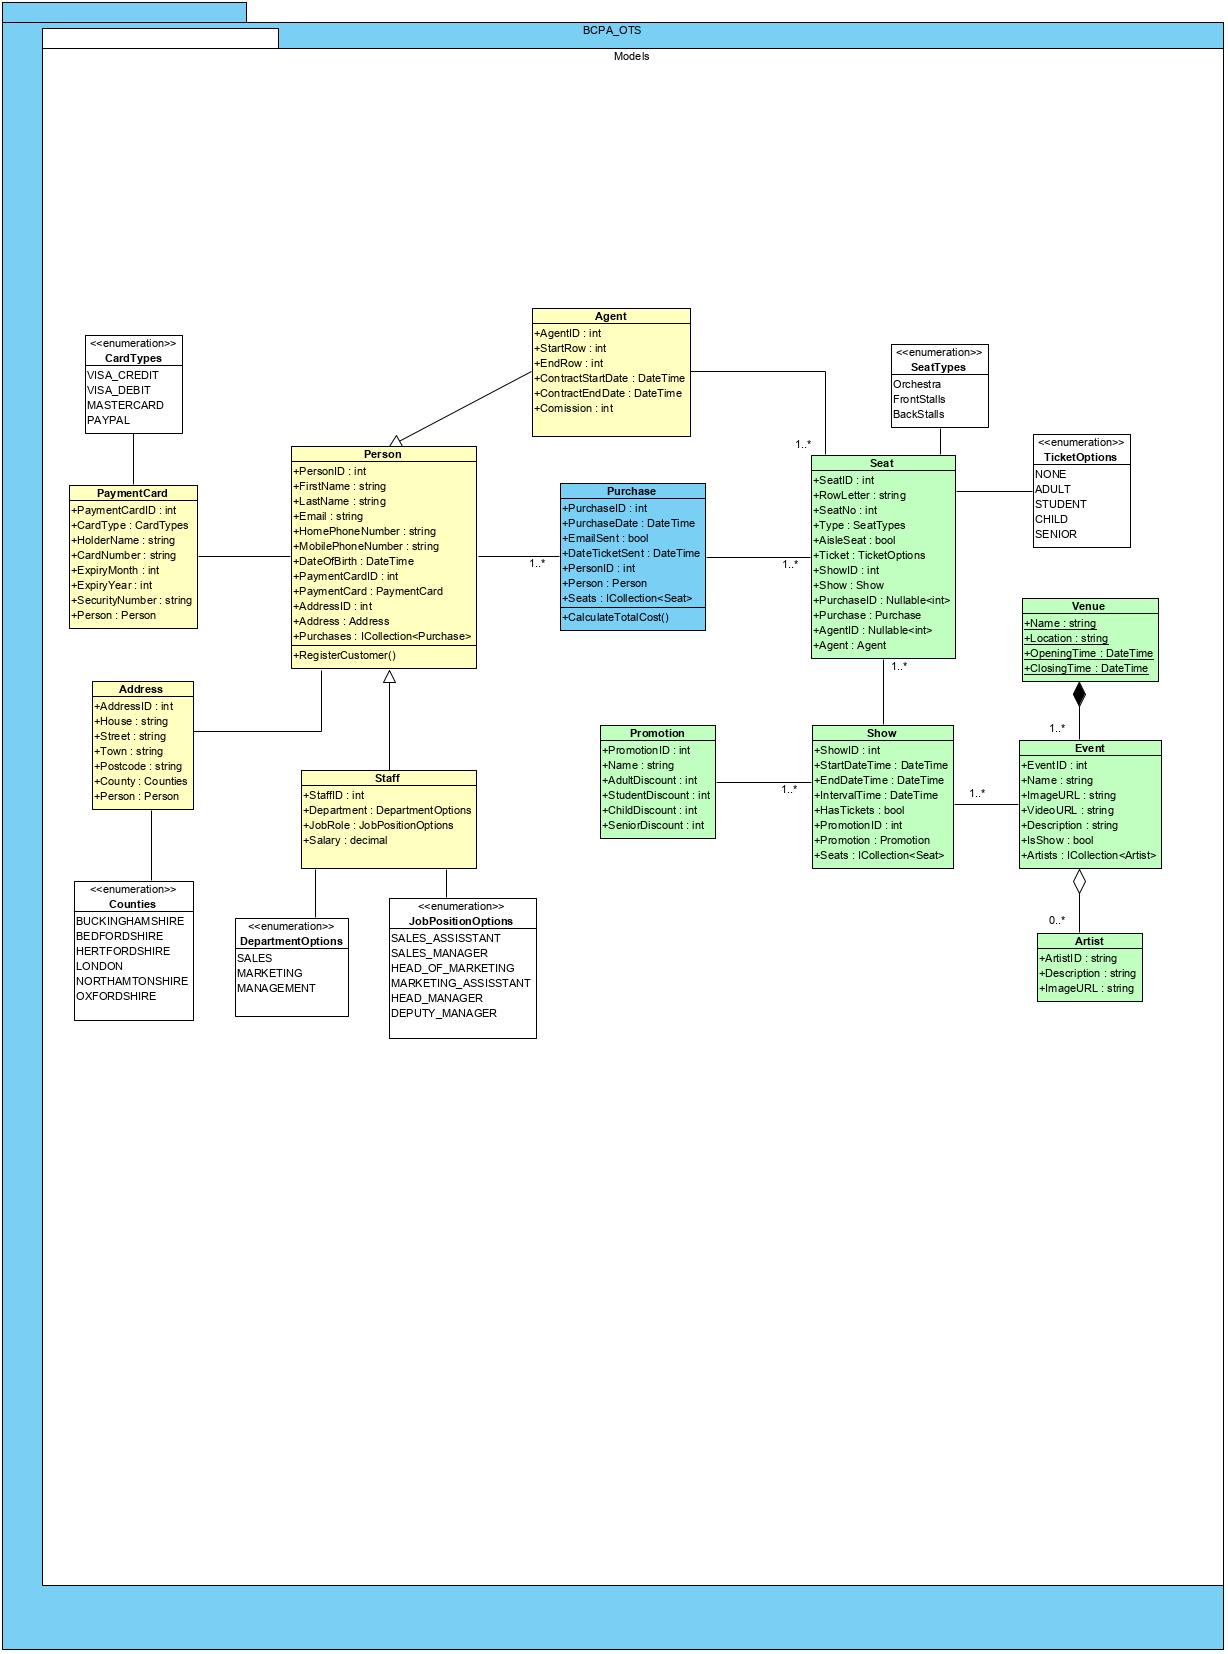 BCPA_OTS
Models
Agent
+AgentID : int
+StartRow : int
+EndRow : int
+ContractStartDate : DateTime
+ContractEndDate : DateTime
+Comission : int
<<enumeration>>
CardTypes
VISA_CREDIT
VISA_DEBIT
MASTERCARD
PAYPAL
<<enumeration>>
SeatTypes
Orchestra
FrontStalls
BackStalls
1..*
<<enumeration>>
TicketOptions
NONE
ADULT
STUDENT
CHILD
SENIOR
Person
+PersonID : int
+FirstName : string
+LastName : string
+Email : string
+HomePhoneNumber : string
+MobilePhoneNumber : string
+DateOfBirth : DateTime
+PaymentCardID : int
+PaymentCard : PaymentCard
+AddressID : int
+Address : Address
+Purchases : ICollection<Purchase>
+RegisterCustomer()
Seat
+SeatID : int
+RowLetter : string
+SeatNo : int
+Type : SeatTypes
+AisleSeat : bool
+Ticket : TicketOptions
+ShowID : int
+Show : Show
+PurchaseID : Nullable<int>
+Purchase : Purchase
+AgentID : Nullable<int>
+Agent : Agent
PaymentCard
+PaymentCardID : int
+CardType : CardTypes
+HolderName : string
+CardNumber : string
+ExpiryMonth : int
+ExpiryYear : int
+SecurityNumber : string
+Person : Person
Purchase
+PurchaseID : int
+PurchaseDate : DateTime
+EmailSent : bool
+DateTicketSent : DateTime
+PersonID : int
+Person : Person
+Seats : ICollection<Seat>
+CalculateTotalCost()
1..*
1..*
Venue
+Name : string
+Location : string
+OpeningTime : DateTime
+ClosingTime : DateTime
1..*
Address
+AddressID : int
+House : string
+Street : string
+Town : string
+Postcode : string
+County : Counties
+Person : Person
Promotion
+PromotionID : int
+Name : string
+AdultDiscount : int
+StudentDiscount : int
+ChildDiscount : int
+SeniorDiscount : int
1..*
Show
+ShowID : int
+StartDateTime : DateTime
+EndDateTime : DateTime
+IntervalTime : DateTime
+HasTickets : bool
+PromotionID : int
+Promotion : Promotion
+Seats : ICollection<Seat>
1..*
1..*
Event
+EventID : int
+Name : string
+ImageURL : string
+VideoURL : string
+Description : string
+IsShow : bool
+Artists : ICollection<Artist>
Staff
+StaffID : int
+Department : DepartmentOptions
+JobRole : JobPositionOptions
+Salary : decimal
<<enumeration>>
Counties
BUCKINGHAMSHIRE
BEDFORDSHIRE
HERTFORDSHIRE
LONDON
NORTHAMTONSHIRE
OXFORDSHIRE
<<enumeration>>
DepartmentOptions
SALES
MARKETING
MANAGEMENT
<<enumeration>>
JobPositionOptions
SALES_ASSISSTANT
SALES_MANAGER
HEAD_OF_MARKETING
MARKETING_ASSISSTANT
HEAD_MANAGER
DEPUTY_MANAGER
0..*
Artist
+ArtistID : string
+Description : string
+ImageURL : string